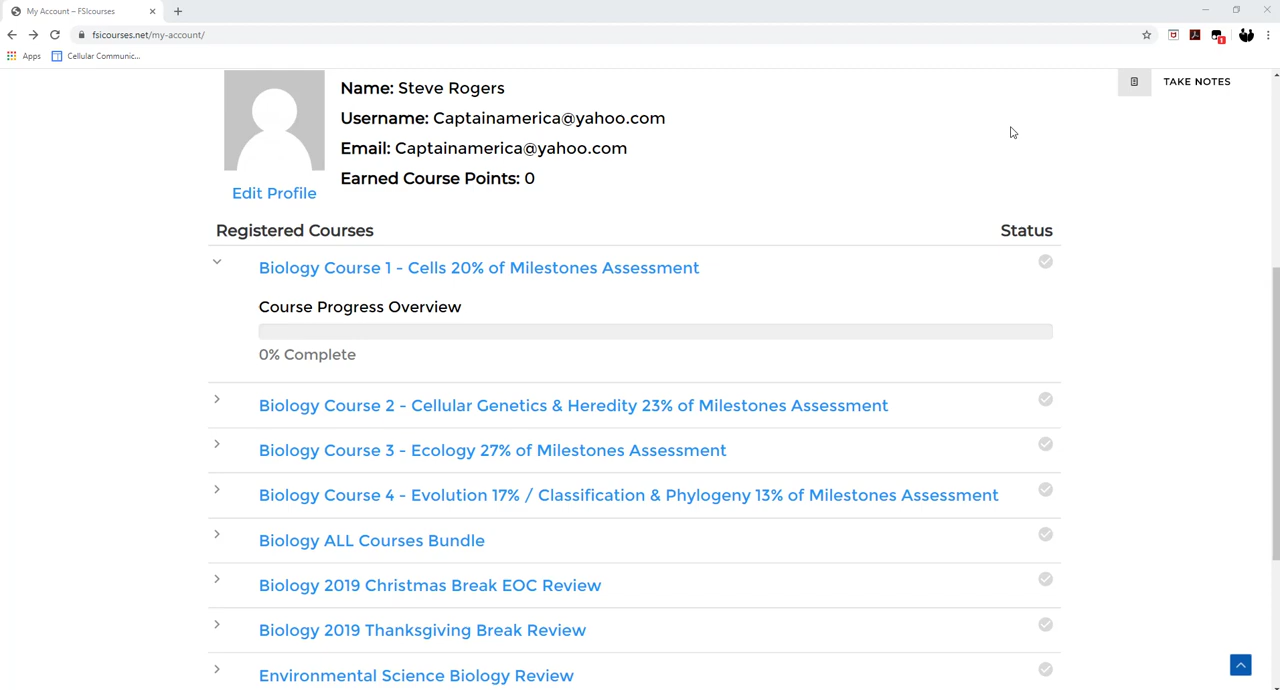 My Account – FSIcourses
fsicourses.net/my-account/
1
Apps
Cellular Communic...
Name: Steve Rogers
TAKE NOTES
Username: Captainamerica@yahoo.com
Email: Captainamerica@yahoo.com
Earned Course Points: 0
Edit Profile
Registered Courses Status
Biology Course 1 - Cells 20% of Milestones Assessment
Course Progress Overview
0% Complete
Biology Course 2 - Cellular Genetics & Heredity 23% of Milestones Assessment
Biology Course 3 - Ecology 27% of Milestones Assessment
Biology Course 4 - Evolution 17% / Classification & Phylogeny 13% of Milestones Assessment
Biology ALL Courses Bundle
Biology 2019 Christmas Break EOC Review
Biology 2019 Thanksgiving Break Review
Environmental Science Biology Review